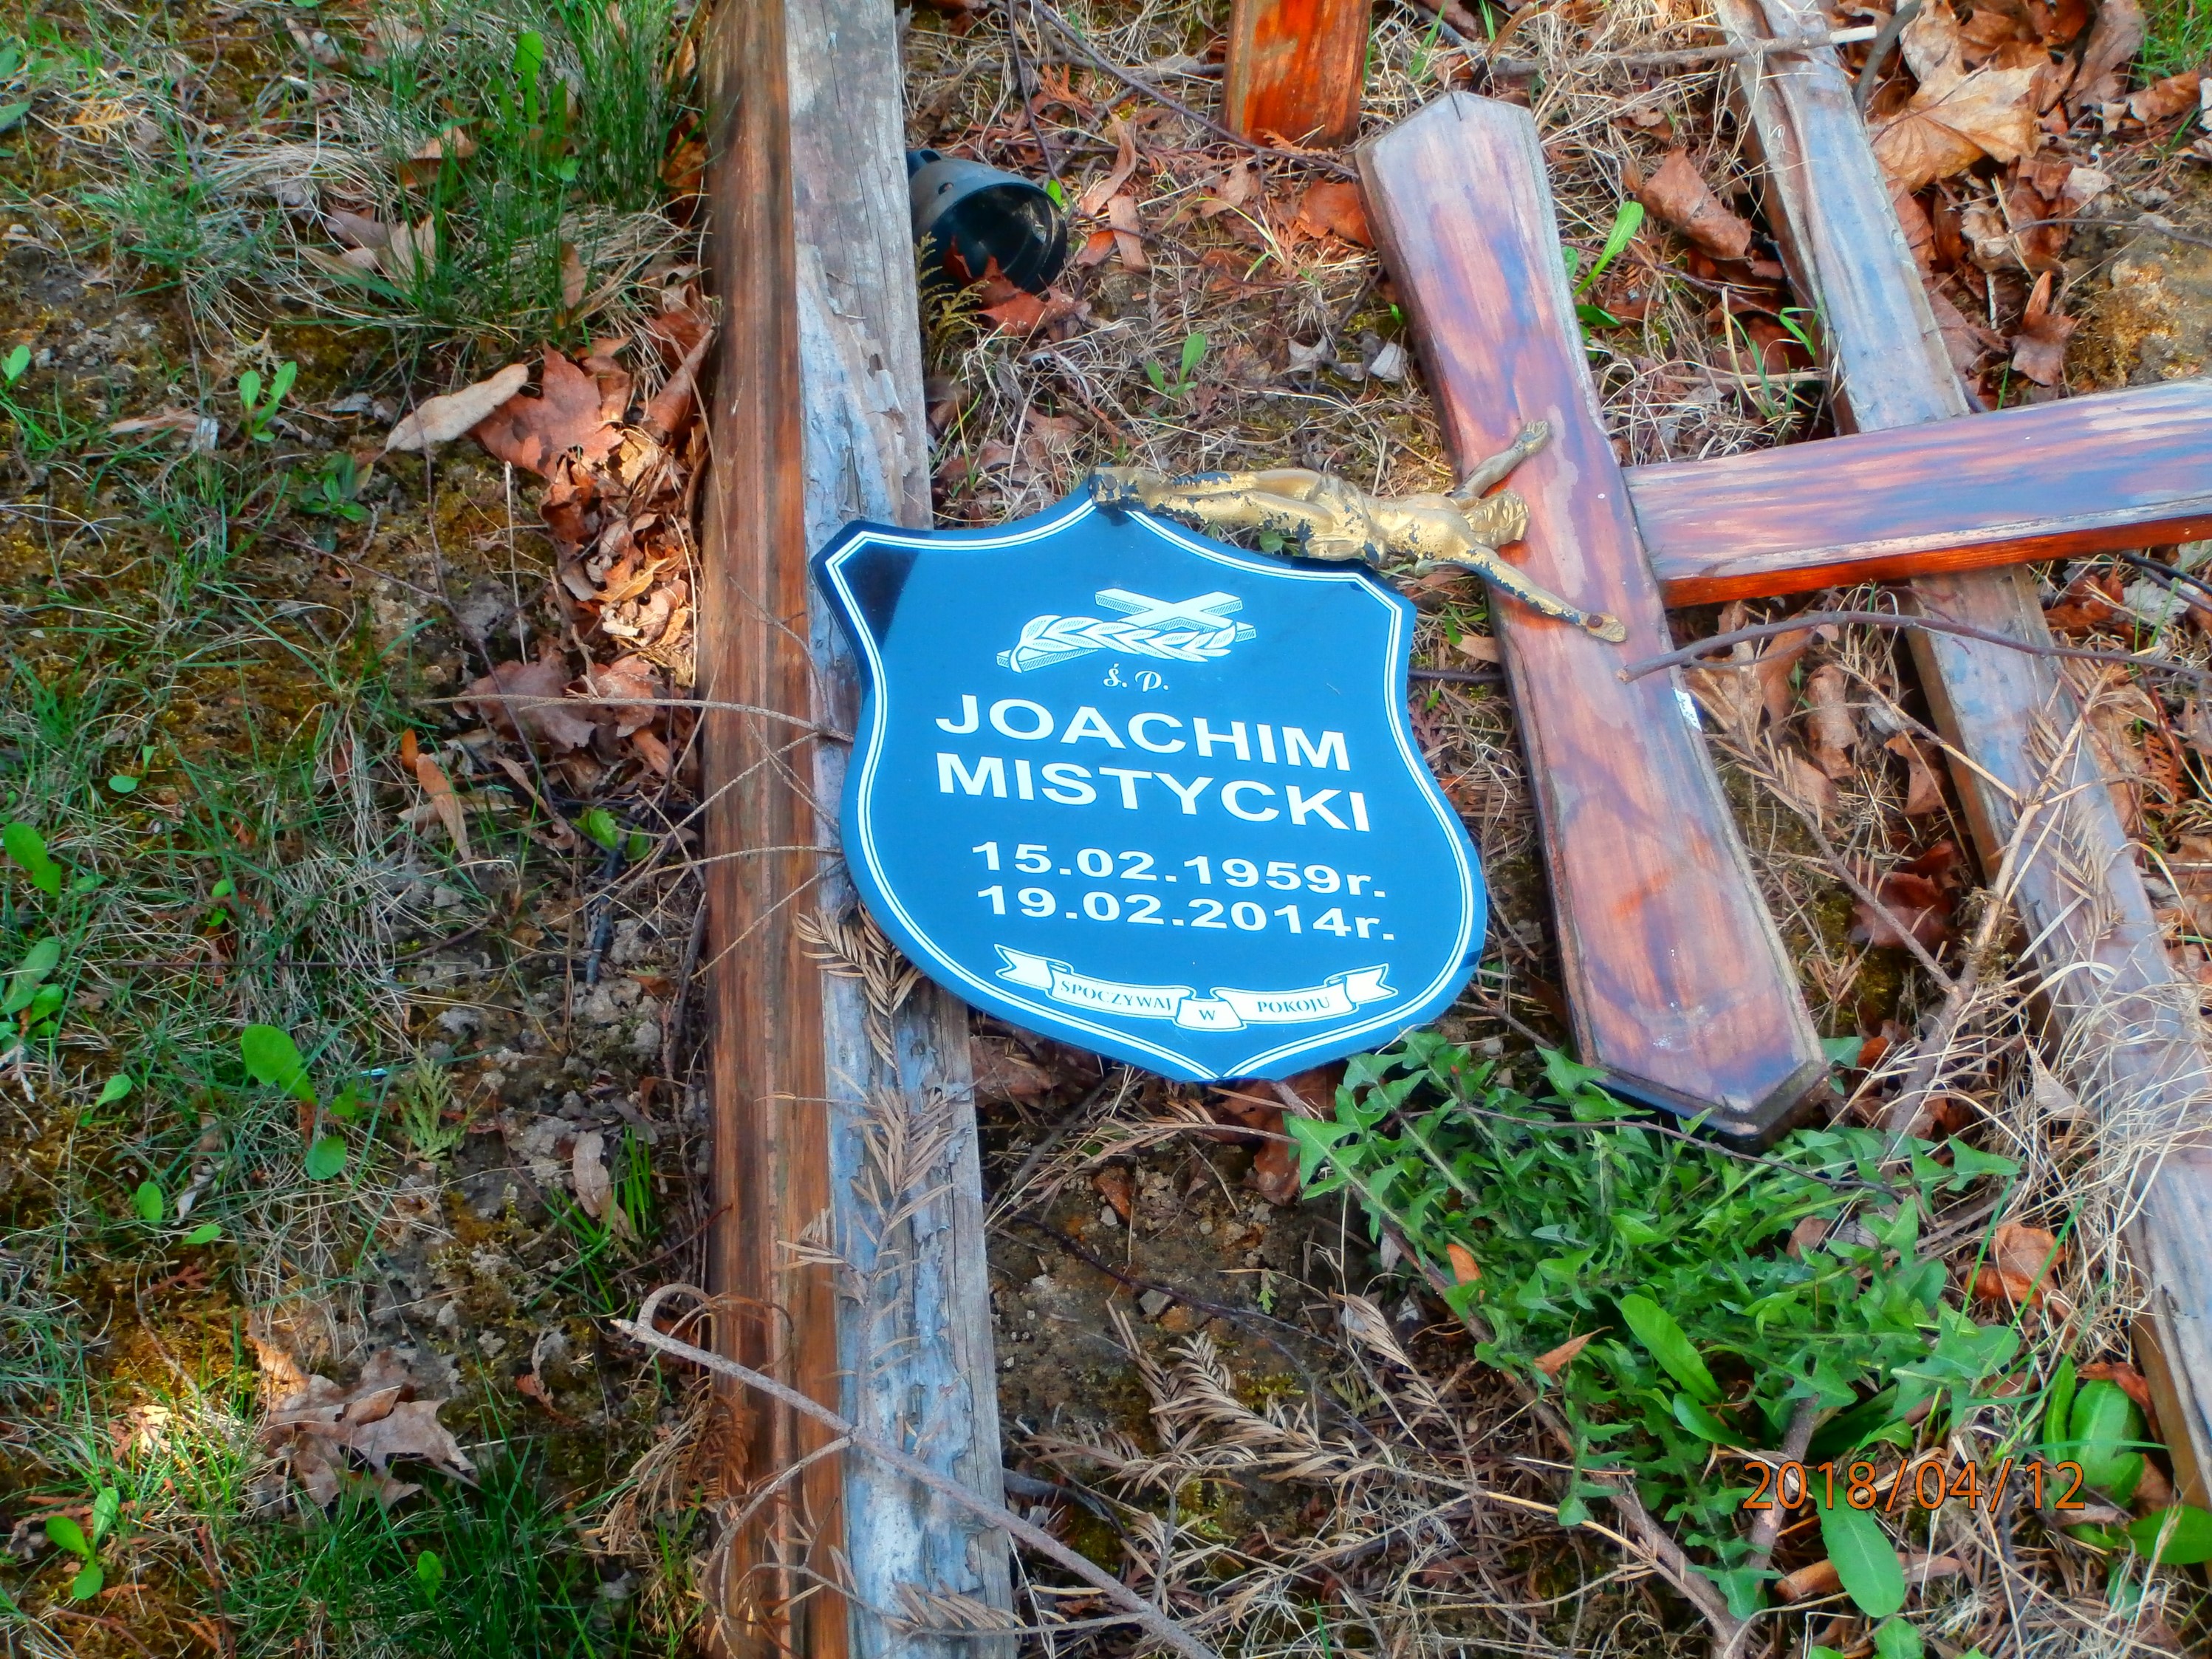 ś. p.
JOACHIM
MISTYCKI
15.02.1959r.
19.02.2014r.
SPOCZYWAJ W POKOJU
2018/04/12